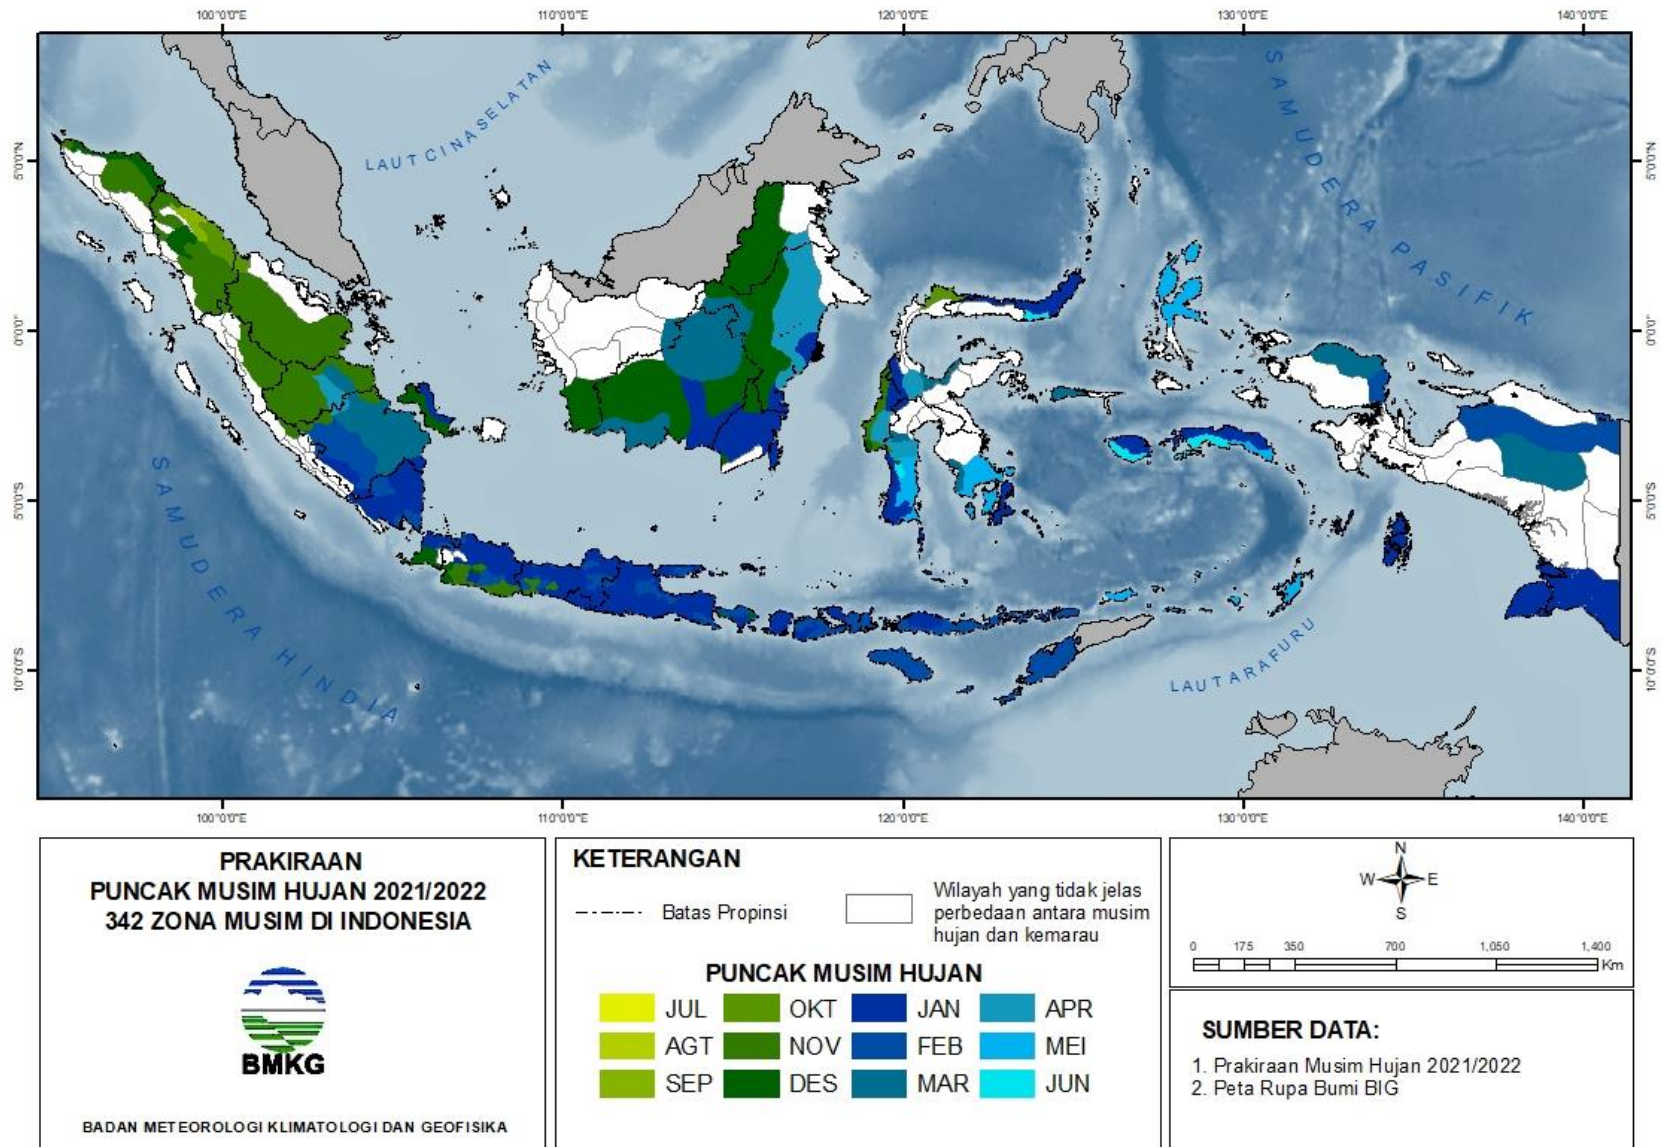 100°0'0"E 110°0'0"E 120°0'0"E 130°0'0"E 140°0'0"E
5°0'0"N
0°0'0"
5°0'0"S
10°0'0"S
LAUT CINA SELATAN
SAMUDERA PASIFIK
SAMUDERA HINDIA
LAUT ARAFURU
5°0'0"N
0°0'0"
5°0'0"S
10°0'0"S
100°0'0"E 110°0'0"E 120°0'0"E 130°0'0"E 140°0'0"E
PRAKIRAAN
PUNCAK MUSIM HUJAN 2021/2022
342 ZONA MUSIM DI INDONESIA
BMKG
BADAN METEOROLOGI KLIMATOLOGI DAN GEOFISIKA
KETERANGAN
Batas Propinsi
Wilayah yang tidak jelas
perbedaan antara musim
hujan dan kemarau
PUNCAK MUSIM HUJAN
JUL OKT JAN APR
AGT NOV FEB MEI
SEP DES MAR JUN
N
W E
S
0 175 350 700 1,050 1,400
Km
SUMBER DATA:
1. Prakiraan Musim Hujan 2021/2022
2. Peta Rupa Bumi BIG